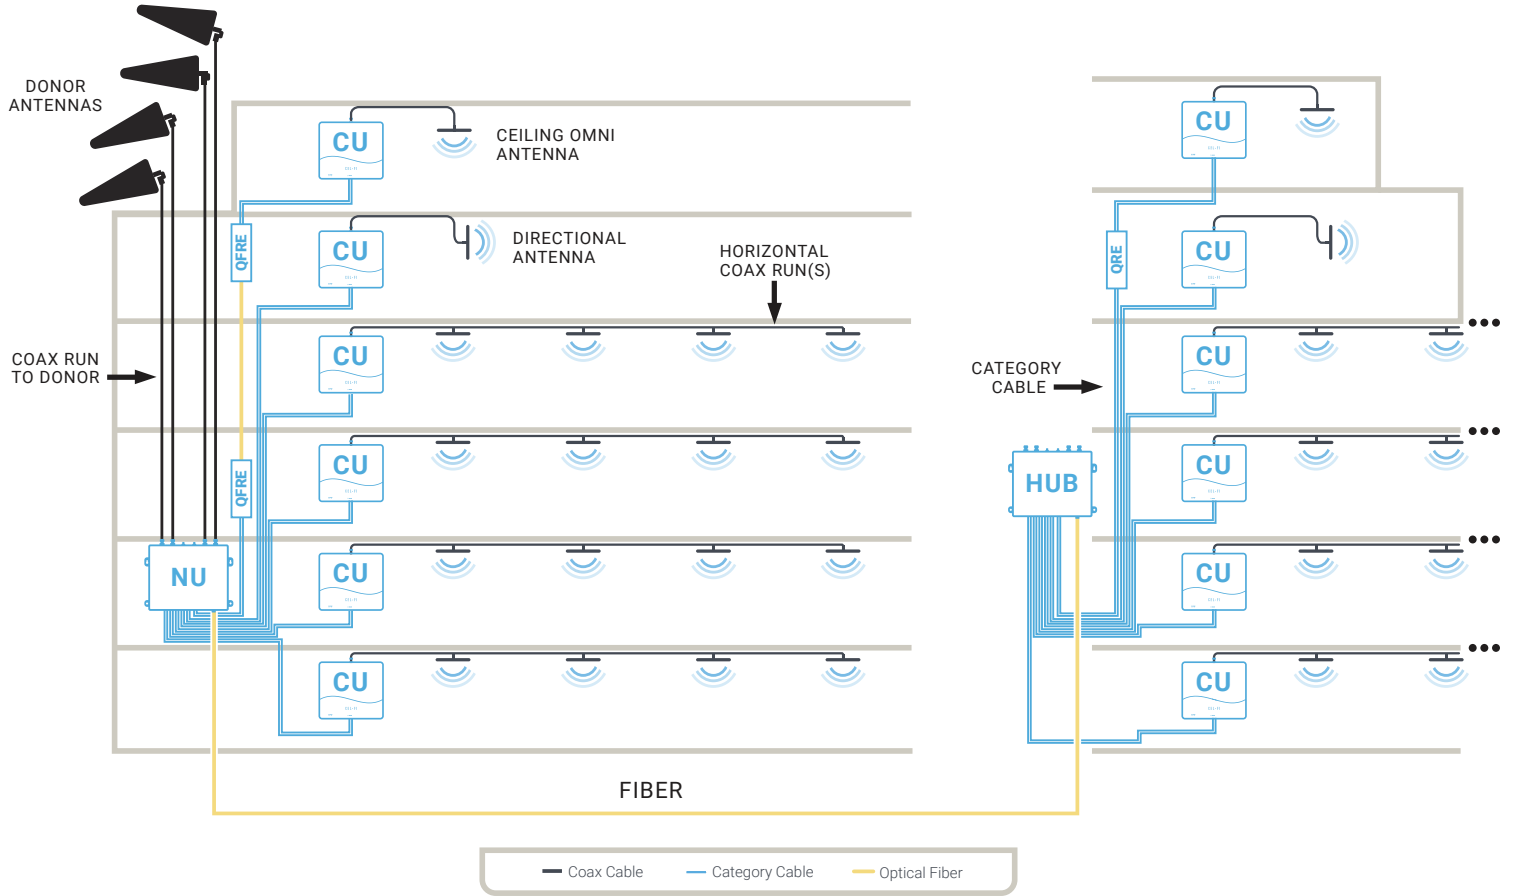 DONOR
ANTENNAS
CU
CEILING OMNI
ANTENNA
CU
QFRE
CU
DIRECTIONAL
ANTENNA
HORIZONTAL
COAX RUN(S)
QRE
CU
COAX RUN
TO DONOR
CU
CATEGORY
CABLE
CU
QFRE
CU
HUB
CU
NU
CU
CU
CU
CU
FIBER
Coax Cable
Category Cable
Optical Fiber